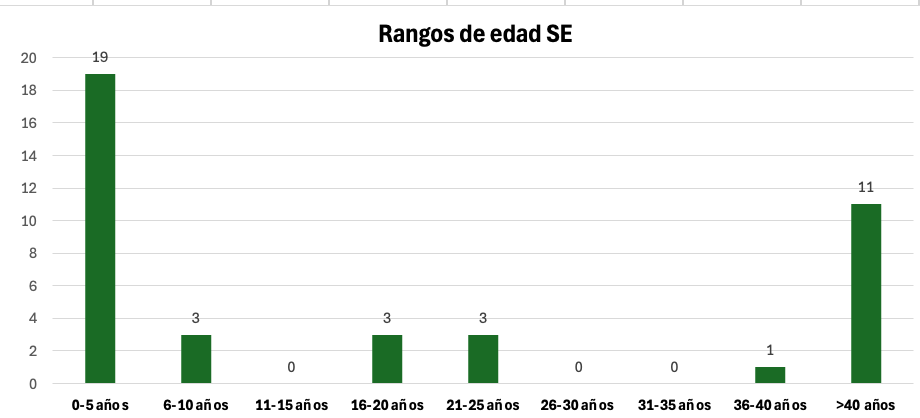 Rangos de edad SE
20
18
16
14
12
10
8
6
4
2
0
19
3
0
3
3
0
0
1
11
0-5 años
6-10 años
11-15 años
16-20 años
21-25 años
26-30 años
31-35 años
36-40 años
>40 años